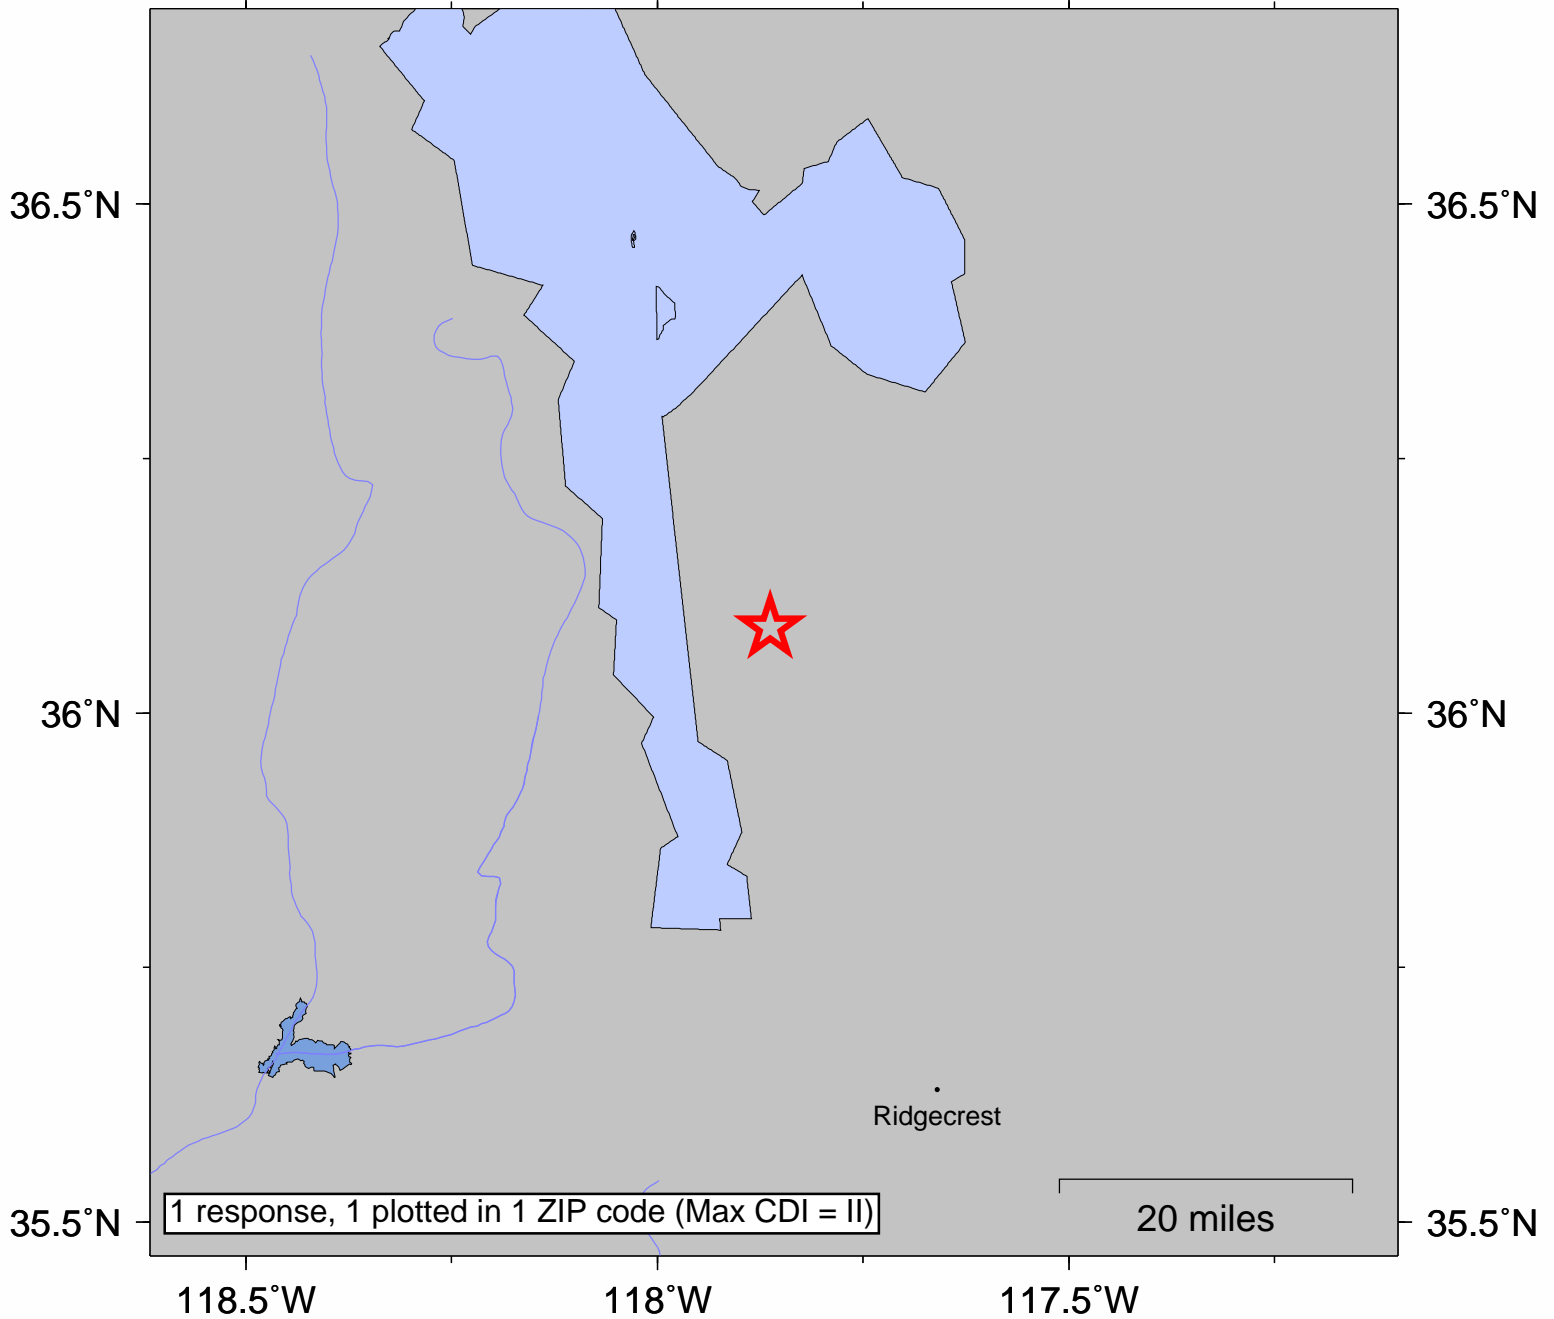 36.5°N
36.5°N
36°N
36°N
Ridgecrest
1 response, 1 plotted in 1 ZIP code (Max CDI = II)
20 miles
35.5°N
35.5°N
118.5°W
118°W
117.5°W